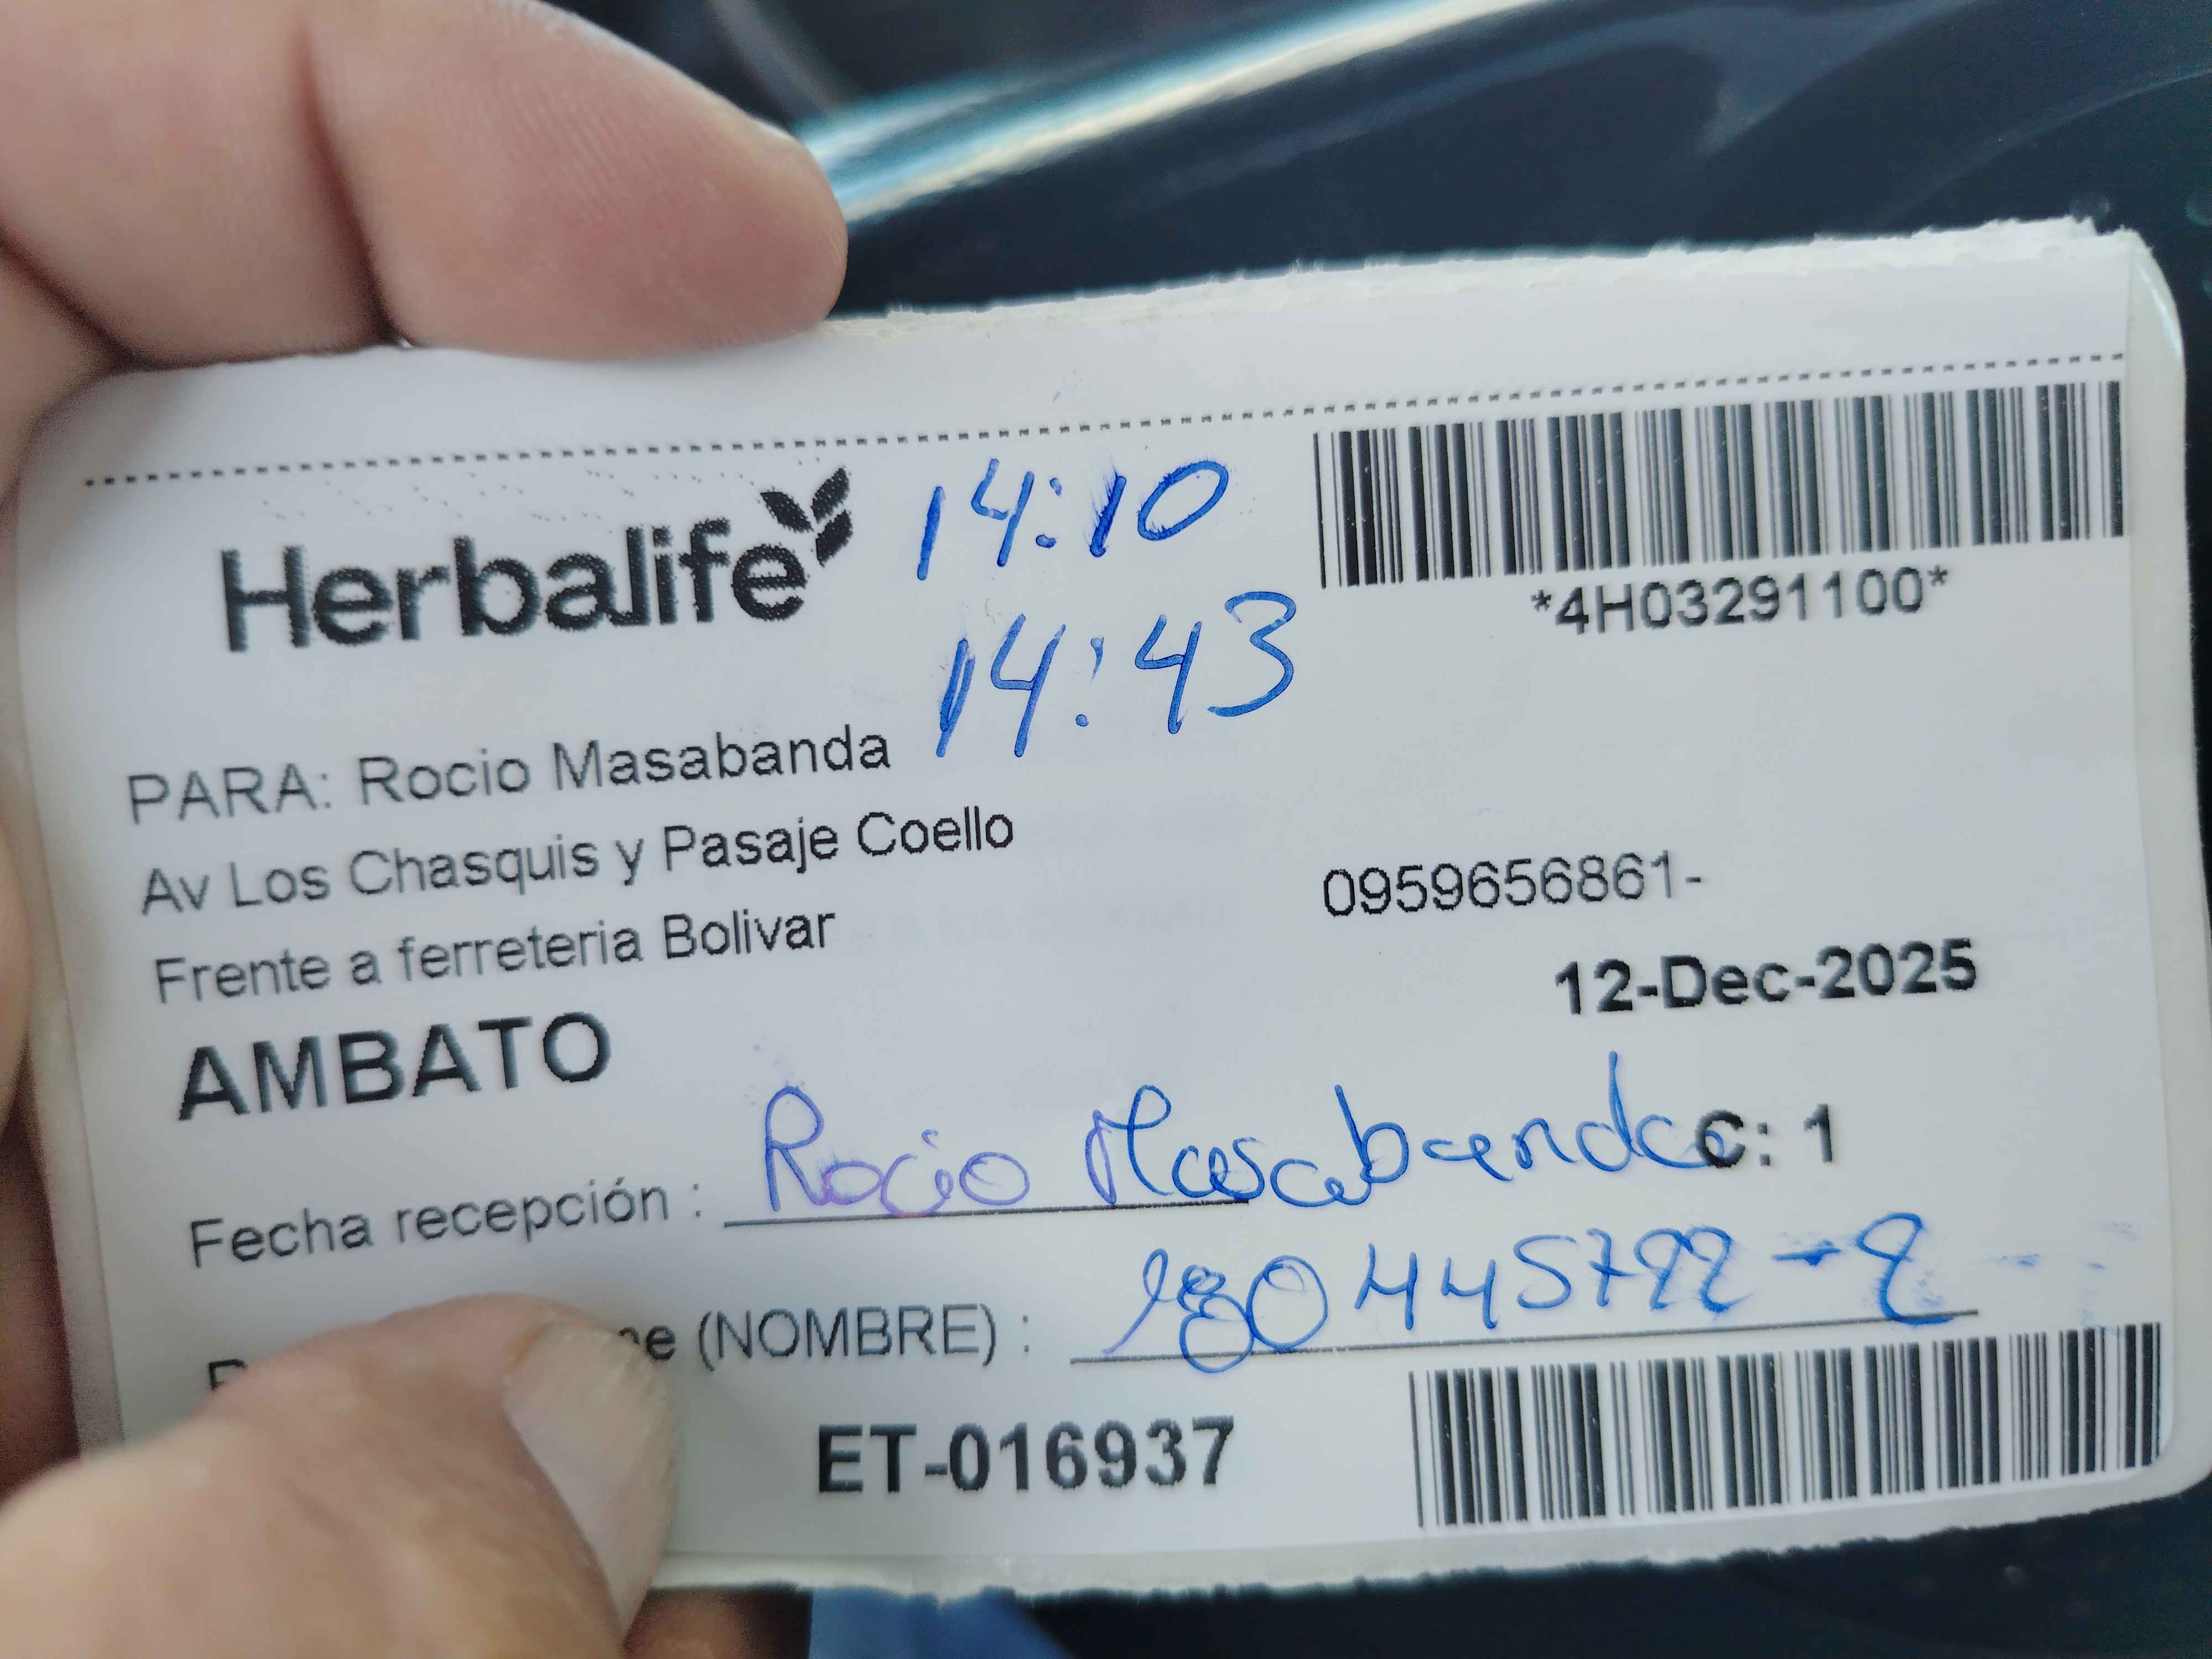 Herbalife
14:10
*4H03291100*
14:43
PARA: Rocio Masabanda
Av Los Chasquis y Pasaje Coello
0959656861-
Frente a ferreteria Bolivar
12-Dec-2025
AMBATO
C: 1
Fecha recepción : Rocio Masabanda
(NOMBRE) :
ET-016937